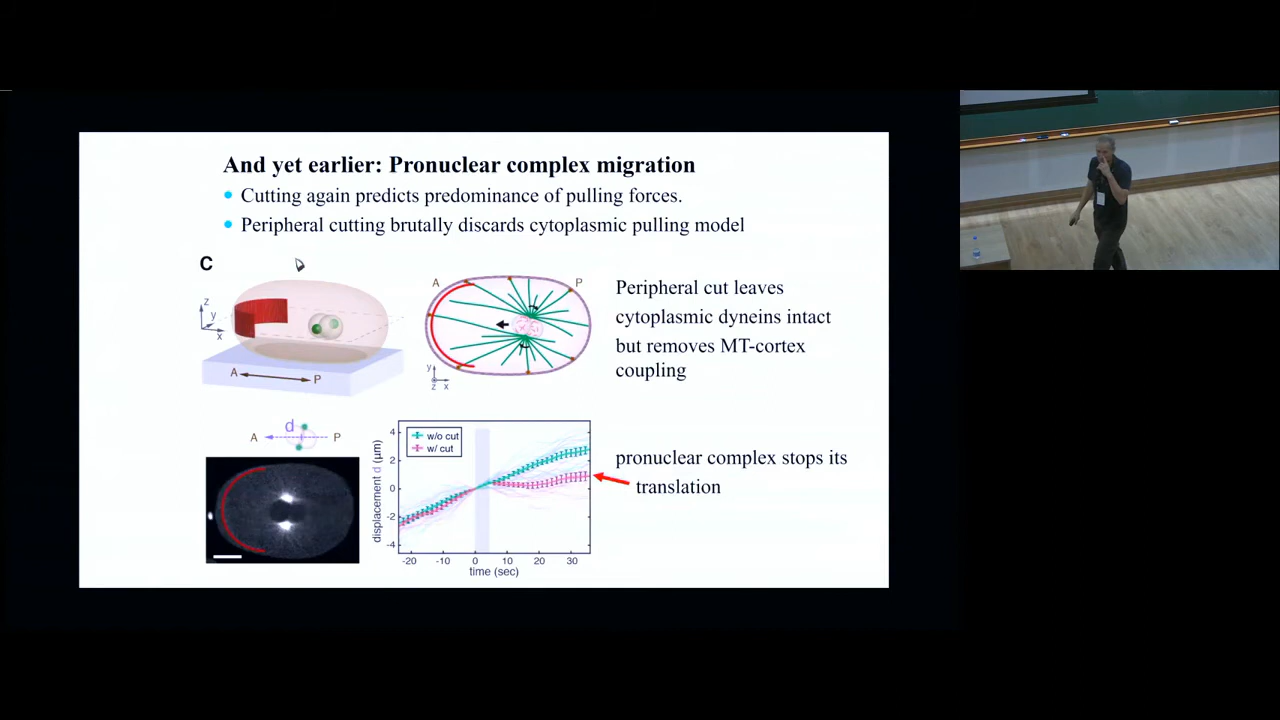 And yet earlier: Pronuclear complex migration
Cutting again predicts predominance of pulling forces.
Peripheral cutting brutally discards cytoplasmic pulling model
C
z
y
x
A
P
A
P
y
z x
Peripheral cut leaves
cytoplasmic dyneins intact
but removes MT-cortex
coupling
d
A
P
displacement d (μm)
4
2
0
-2
-4
w/o cut
w/ cut
-20 -10 0 10 20 30
time (sec)
pronuclear complex stops its
translation